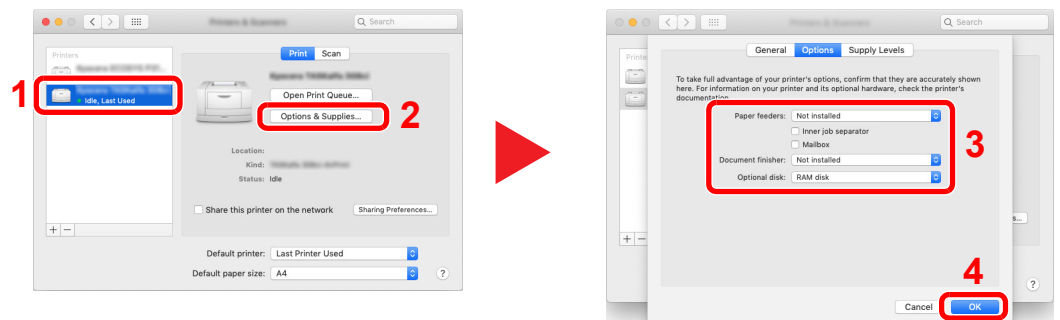 Search
Print Scan
Printers
1
Idle, Last Used
Open Print Queue...
Options & Supplies...
2
Location:
Kind:
Status: Idle
Share this printer on the network
Sharing Preferences...
+ −
Default printer: Last Printer Used
Default paper size: A4
?
Search
General Options Supply Levels
To take full advantage of your printer's options, confirm that they are accurately shown
here. For information on your printer and its optional hardware, check the printer's
documentation.
Paper feeders: Not installed
Inner job separator
Mailbox
3
Document finisher: Not installed
Optional disk: RAM disk
+ −
4
?
Cancel OK